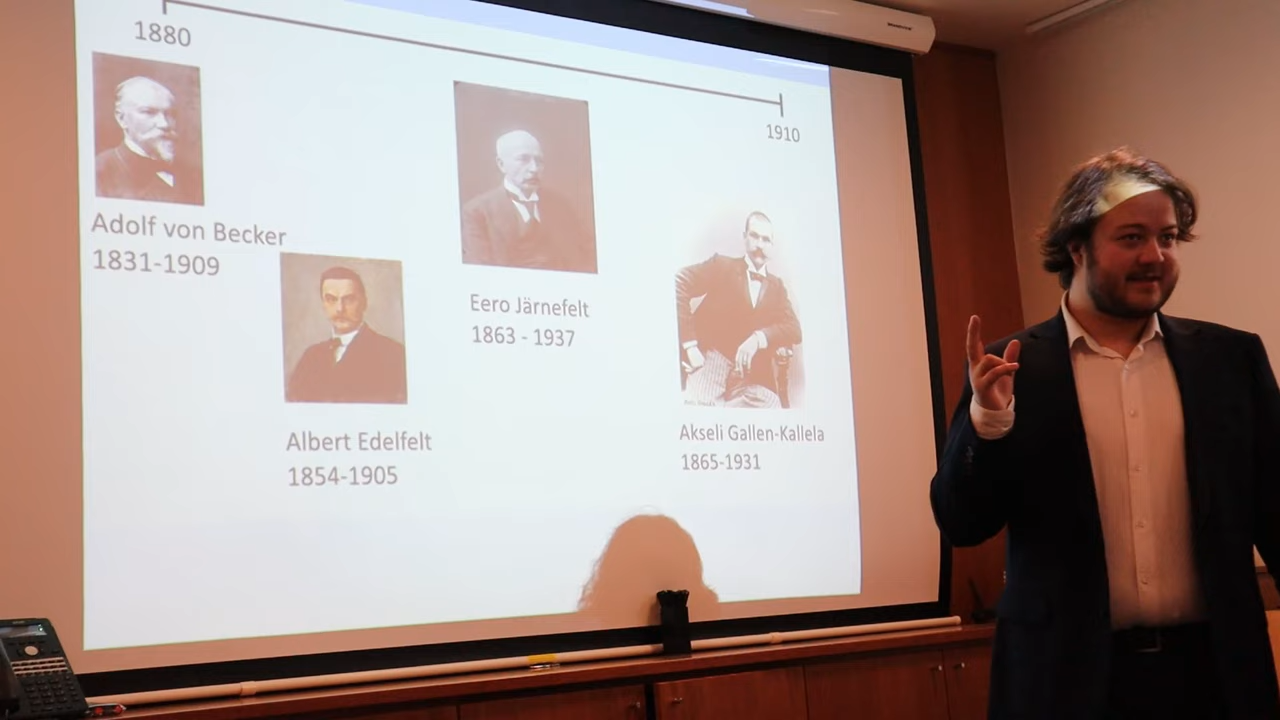 1880
1910
Adolf von Becker
1831-1909
Albert Edelfelt
1854-1905
Eero Järnefelt
1863 - 1937
Akseli Gallen-Kallela
1865-1931